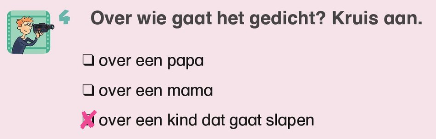 4 Over wie gaat het gedicht? Kruis aan.
❑ over een papa
❑ over een mama
☒ over een kind dat gaat slapen